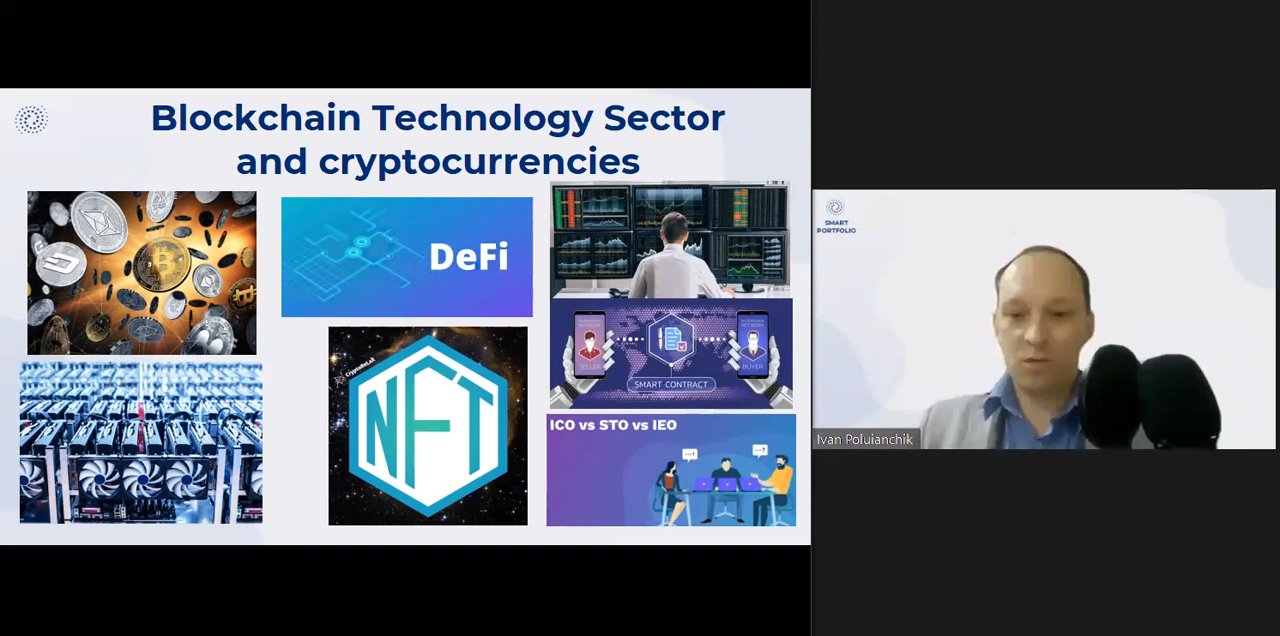 Blockchain Technology Sector
and cryptocurrencies
DeFi
CryptoReLaX
NFT
SELLER
BUYER
SMART CONTRACT
ICO vs STO vs IEO
...
...?
SMART
PORTFOLIO
Ivan Poluianchik